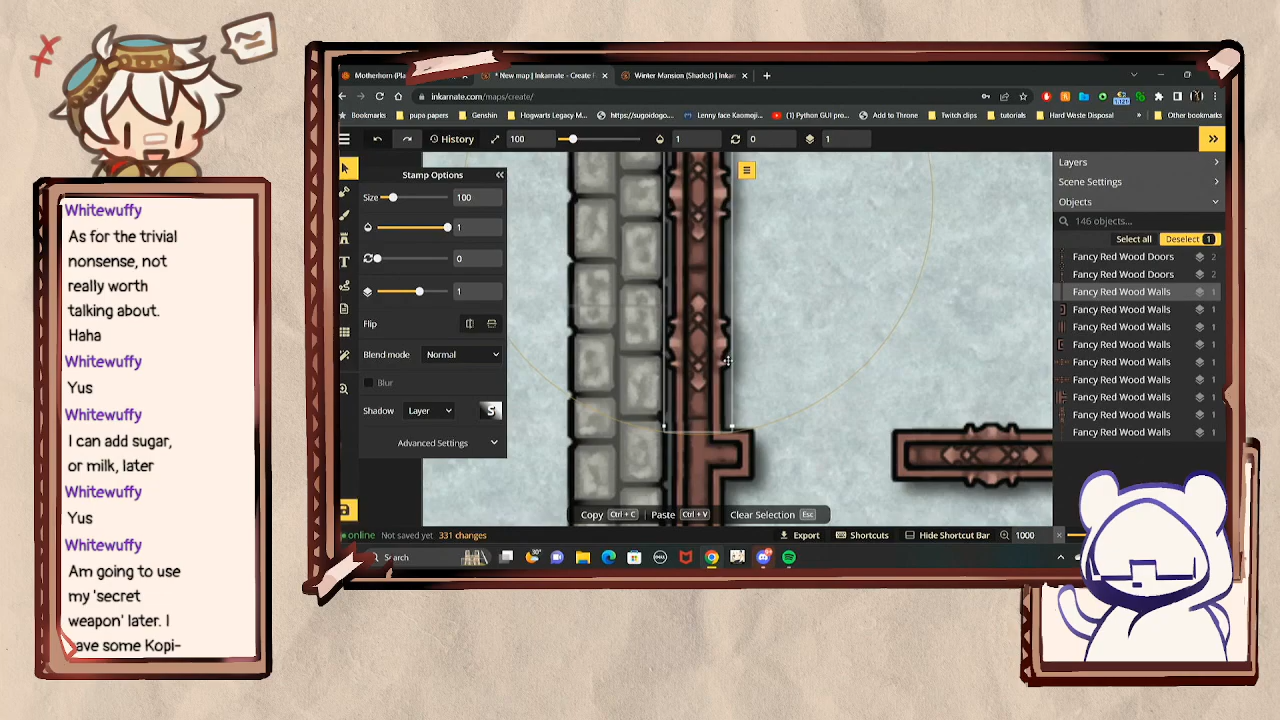 Motherhorn (Pla
* New map | Inkarnate - Create F
Winter Mansion (Shaded) | Inkarn
inkarnate.com/maps/create/
Bookmarks
pupa papers
Genshin
Hogwarts Legacy M...
https://sugoidogo....
Lenny face Kaomoji...
(1) Python GUI pro...
Add to Throne
Twitch clips
tutorials
Hard Waste Disposal
»
Other bookmarks
History
100
1
0
1
Stamp Options
Size
100
1
0
1
Flip
Blend mode
Normal
Blur
Shadow
Layer
Advanced Settings
Layers
Scene Settings
Objects
146 objects...
Select all
Deselect 1
Fancy Red Wood Doors 2
Fancy Red Wood Doors 2
Fancy Red Wood Walls 1
Fancy Red Wood Walls 1
Fancy Red Wood Walls 1
Fancy Red Wood Walls 1
Fancy Red Wood Walls 1
Fancy Red Wood Walls 1
Fancy Red Wood Walls 1
Fancy Red Wood Walls 1
Fancy Red Wood Walls 1
Copy Ctrl + C Paste Ctrl + V Clear Selection Esc
online Not saved yet 331 changes
Export
Shortcuts
Hide Shortcut Bar
1000
Search
30°
Whitewuffy
As for the trivial
nonsense, not
really worth
talking about.
Haha
Whitewuffy
Yus
Whitewuffy
I can add sugar,
or milk, later
Whitewuffy
Yus
Whitewuffy
Am going to use
my 'secret
weapon' later. I
ave some Kopi-